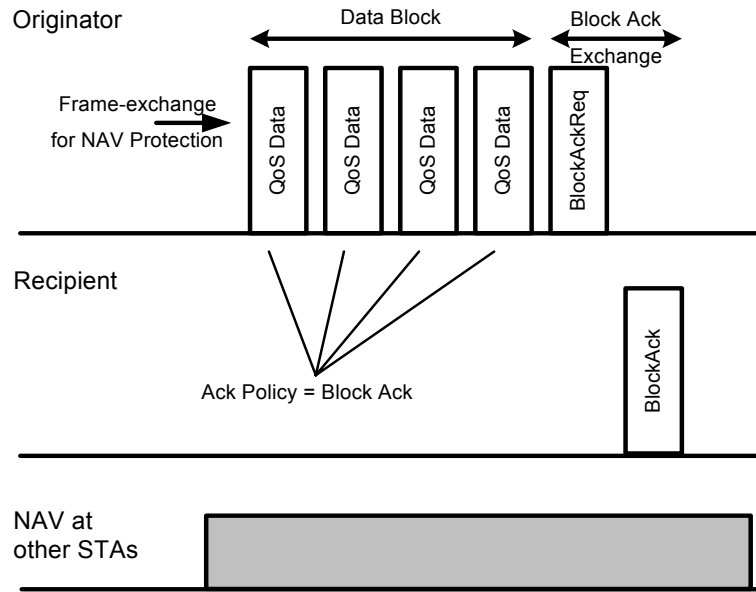 Originator
Data Block
Block Ack
Exchange
Frame-exchange
for NAV Protection
QoS Data
QoS Data
QoS Data
QoS Data
BlockAckReq
Recipient
Ack Policy = Block Ack
BlockAck
NAV at
other STAs